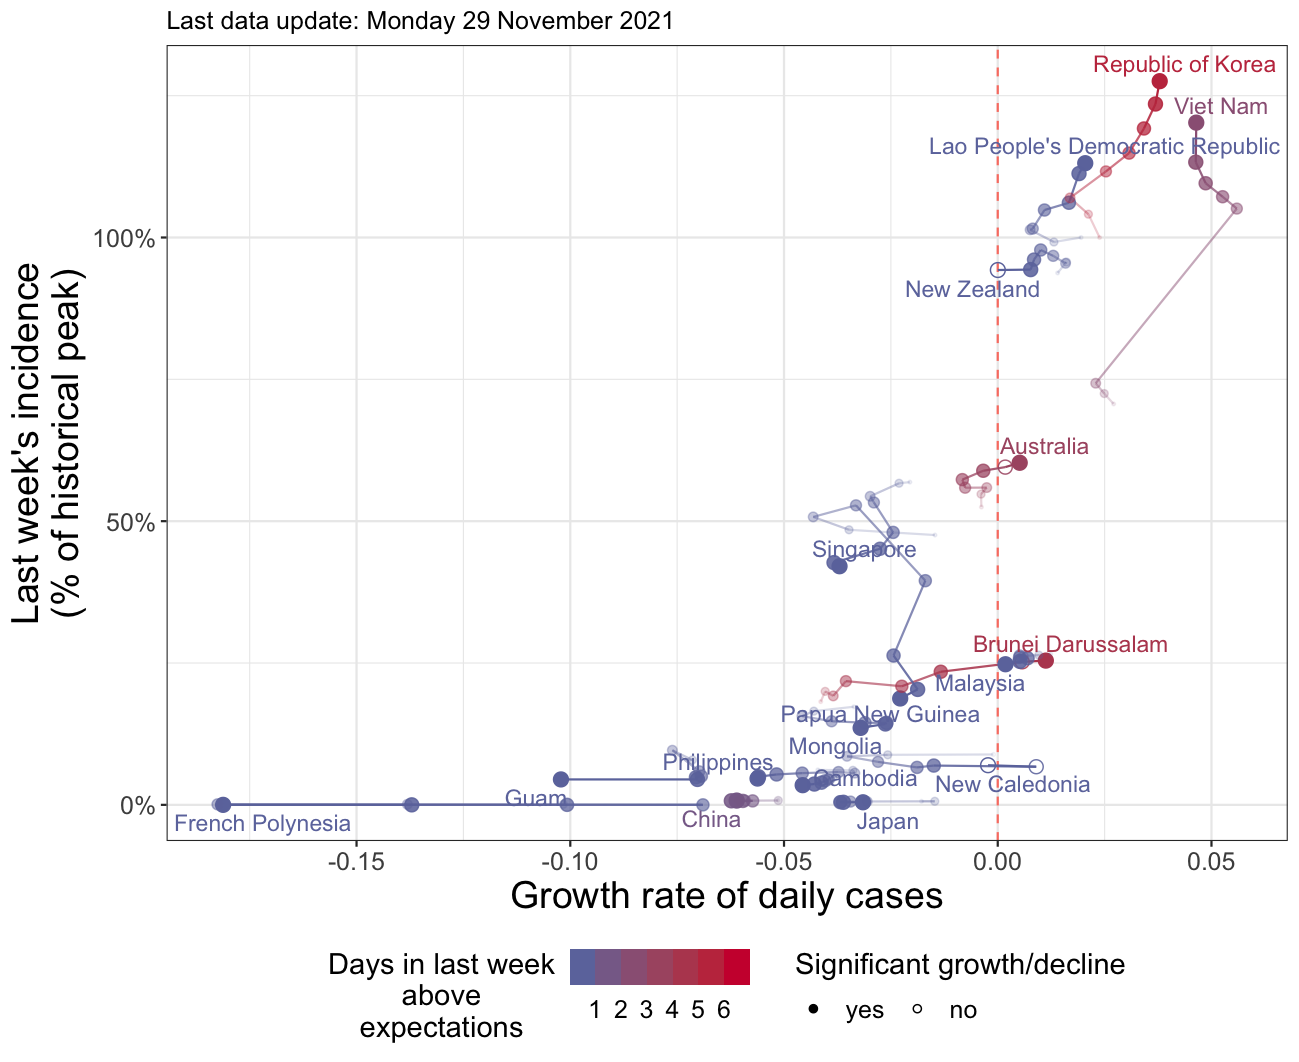 Last data update: Monday 29 November 2021
Republic of Korea
Viet Nam
Lao People's Democratic Republic
100%
New Zealand
Last week's incidence
(% of historical peak)
Australia
50%
Singapore
Brunei Darussalam
Malaysia
Papua New Guinea
Mongolia
Philippines
Cambodia
New Caledonia
Guam
0%
French Polynesia
China
Japan
-0.15
-0.10
-0.05
0.00
0.05
Growth rate of daily cases
Days in last week
above
expectations
1 2 3 4 5 6
Significant growth/decline
yes
no